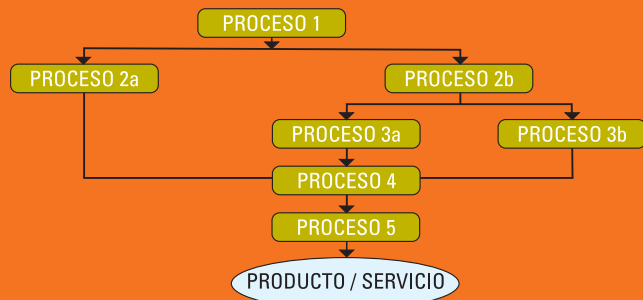 PROCESO 1
PROCESO 2a
PROCESO 2b
PROCESO 3a
PROCESO 3b
PROCESO 4
PROCESO 5
PRODUCTO / SERVICIO